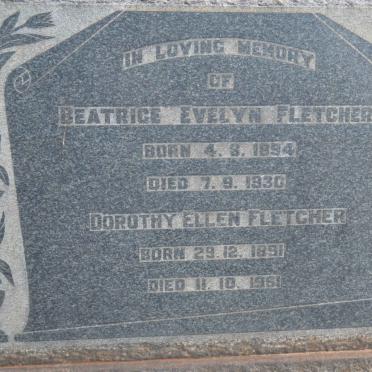 IN LOVING MEMORY
OF
BEATRICE EVELYN FLETCHER
BORN 4.3.1894
DIED 7.9.1930
DOROTHY ELLEN FLETCHER
BORN 29.12.1891
DIED 11.10.1961